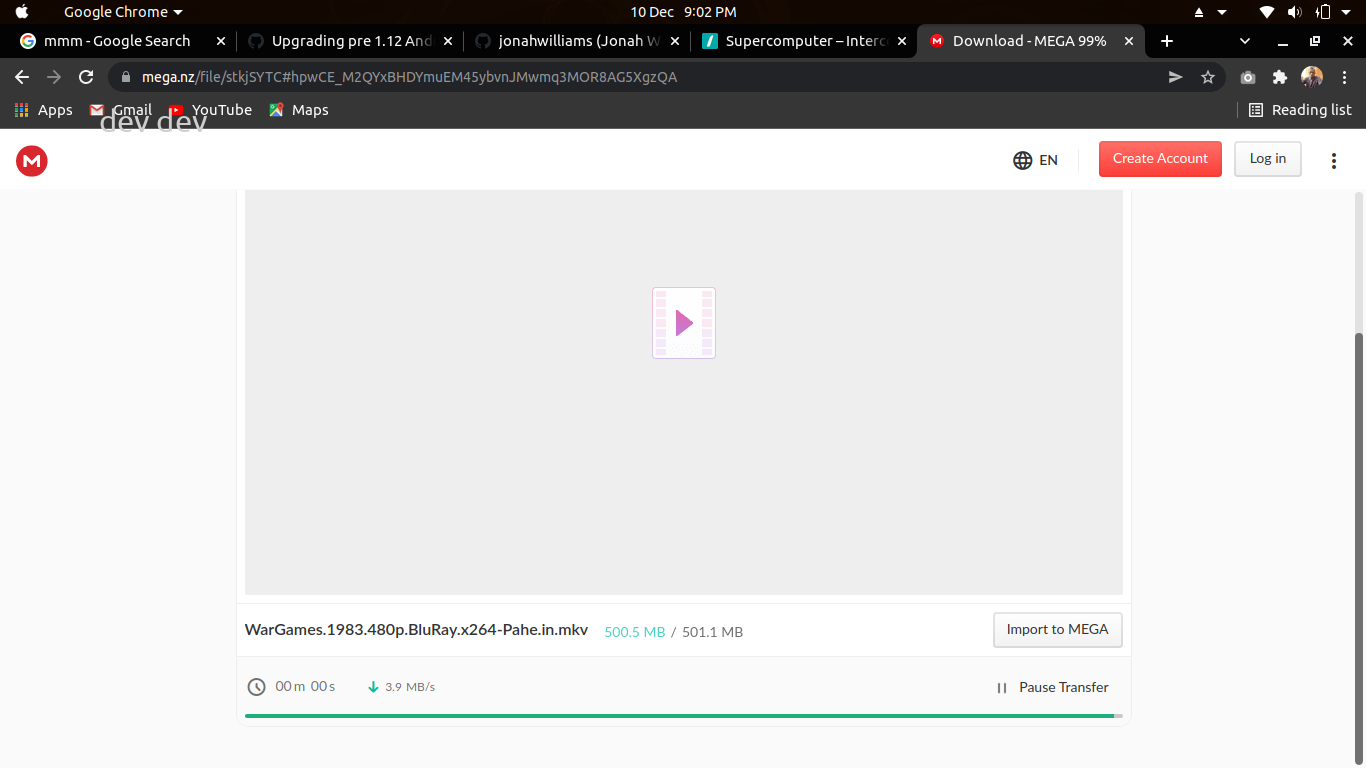 Google Chrome 10 Dec 9:02 PM
mmm - Google Search Upgrading pre 1.12 And jonahwilliams (Jonah W Supercomputer – Interc Download - MEGA 99%
mega.nz/file/stkjSYTC#hpwCE_M2QYxBHDYmuEM45ybvnJMwmq3MOR8AG5XgzQA
Apps Gmail YouTube Maps Reading list
dev dev
EN Create Account Log in
WarGames.1983.480p.BluRay.x264-Pahe.in.mkv 500.5 MB / 501.1 MB Import to MEGA
00 m 00 s 3.9 MB/s Pause Transfer